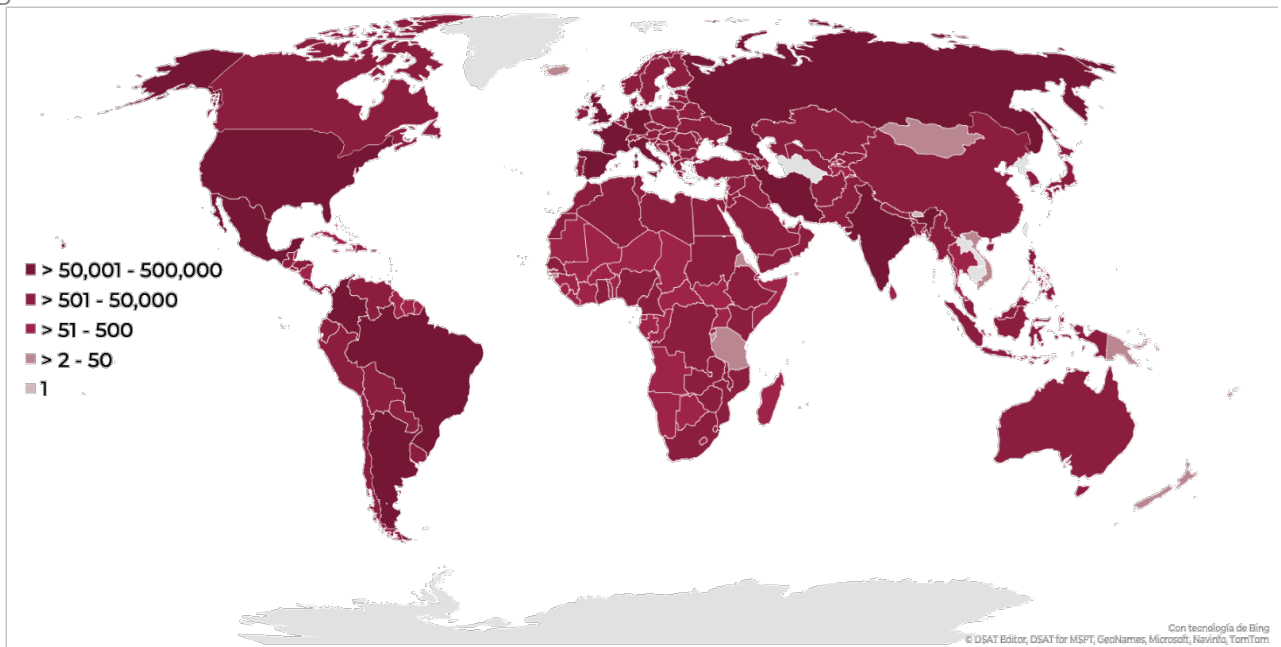 > 50,001 - 500,000
> 501 - 50,000
> 51 - 500
> 2 - 50
1
Con tecnología de Bing
© DSAT Editor, DSAT for MSFT, GeoNames, Microsoft, Navinfo, TomTom